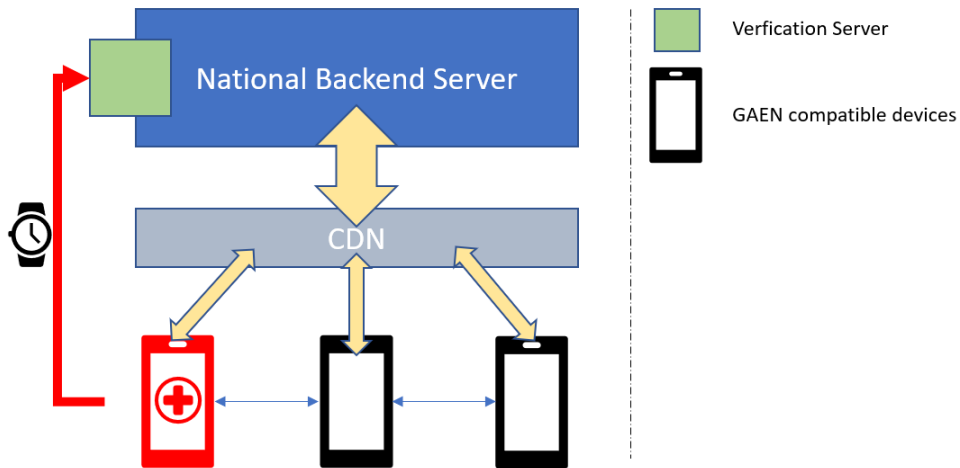 National Backend Server
CDN
Verfication Server
GAEN compatible devices